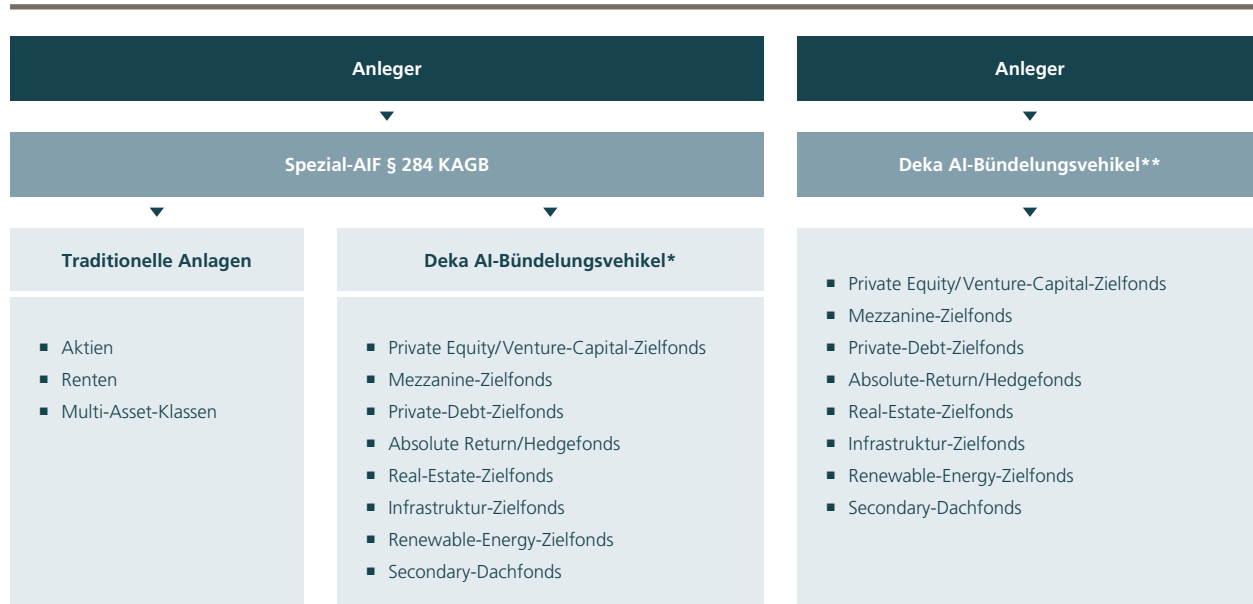 Anleger
Spezial-AIF § 284 KAGB
Traditionelle Anlagen
▪ Aktien
▪ Renten
▪ Multi-Asset-Klassen
Deka AI-Bündelungsvehikel*
▪ Private Equity/Venture-Capital-Zielfonds
▪ Mezzanine-Zielfonds
▪ Private-Debt-Zielfonds
▪ Absolute Return/Hedgefonds
▪ Real-Estate-Zielfonds
▪ Infrastruktur-Zielfonds
▪ Renewable-Energy-Zielfonds
▪ Secondary-Dachfonds
Anleger
Deka AI-Bündelungsvehikel**
▪ Private Equity/Venture-Capital-Zielfonds
▪ Mezzanine-Zielfonds
▪ Private-Debt-Zielfonds
▪ Absolute-Return/Hedgefonds
▪ Real-Estate-Zielfonds
▪ Infrastruktur-Zielfonds
▪ Renewable-Energy-Zielfonds
▪ Secondary-Dachfonds